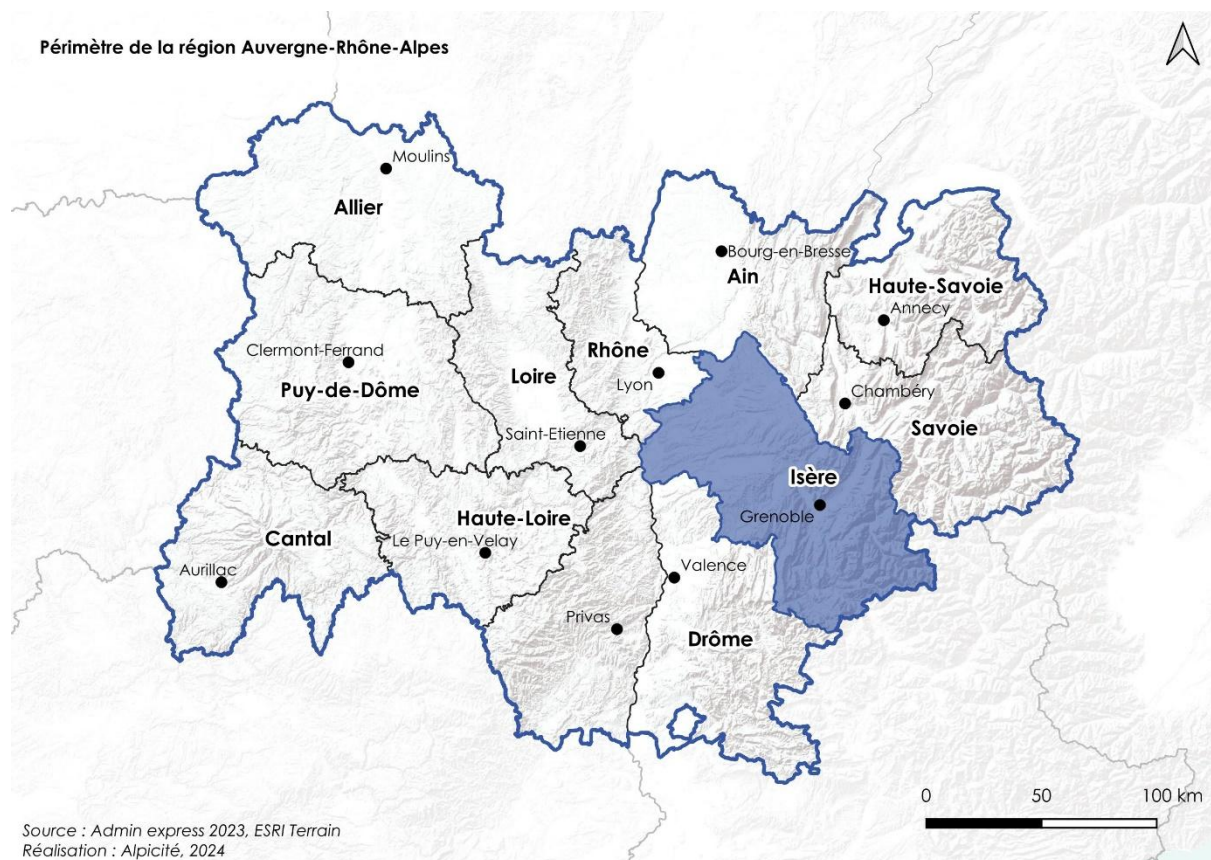 Périmètre de la région Auvergne-Rhône-Alpes
Moulins
Allier
Bourg-en-Bresse
Ain
Haute-Savoie
Annecy
Clermont-Ferrand
Puy-de-Dôme
Loire
Rhône
Lyon
Chambéry
Savoie
Saint-Etienne
Isère
Grenoble
Haute-Loire
Le Puy-en-Velay
Cantal
Aurillac
Valence
Privas
Drôme
0 50 100 km
Source : Admin express 2023, ESRI Terrain
Réalisation : Alpicité, 2024